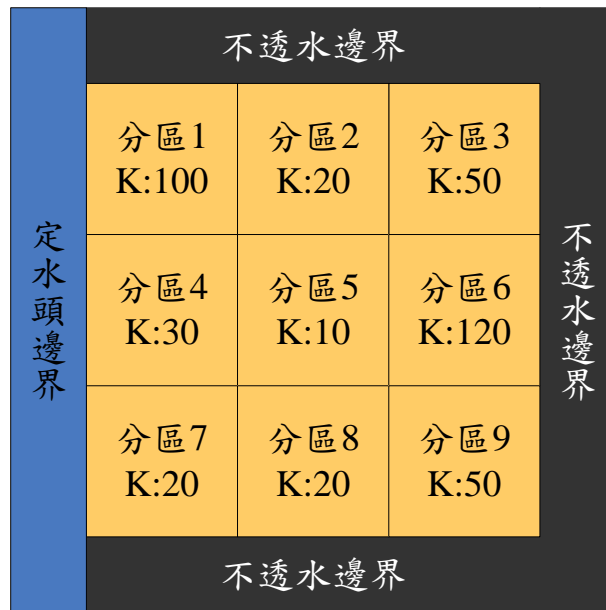 不透水邊界
分區1
K:100
分區2
K:20
分區3
K:50
定水頭邊界
分區4
K:30
分區5
K:10
分區6
K:120
不透水邊界
分區7
K:20
分區8
K:20
分區9
K:50
不透水邊界